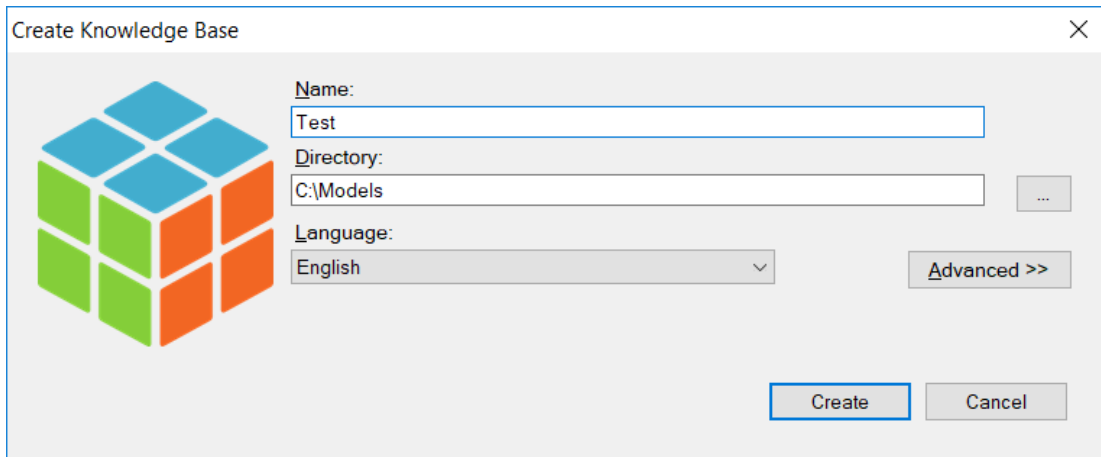 Create Knowledge Base
Name:
Test
Directory:
C:\Models
...
Language:
English
Advanced >>
Create
Cancel